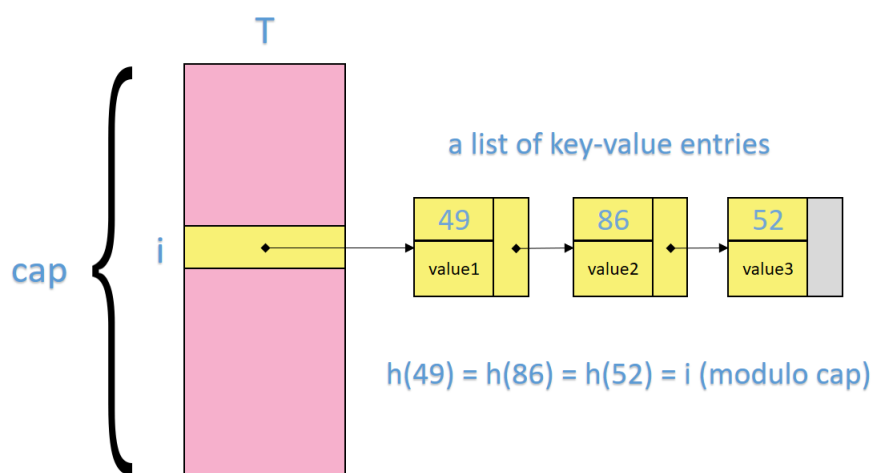 T
a list of key-value entries
49
86
52
i
cap
value1
value2
value3
h(49) = h(86) = h(52) = i (modulo cap)